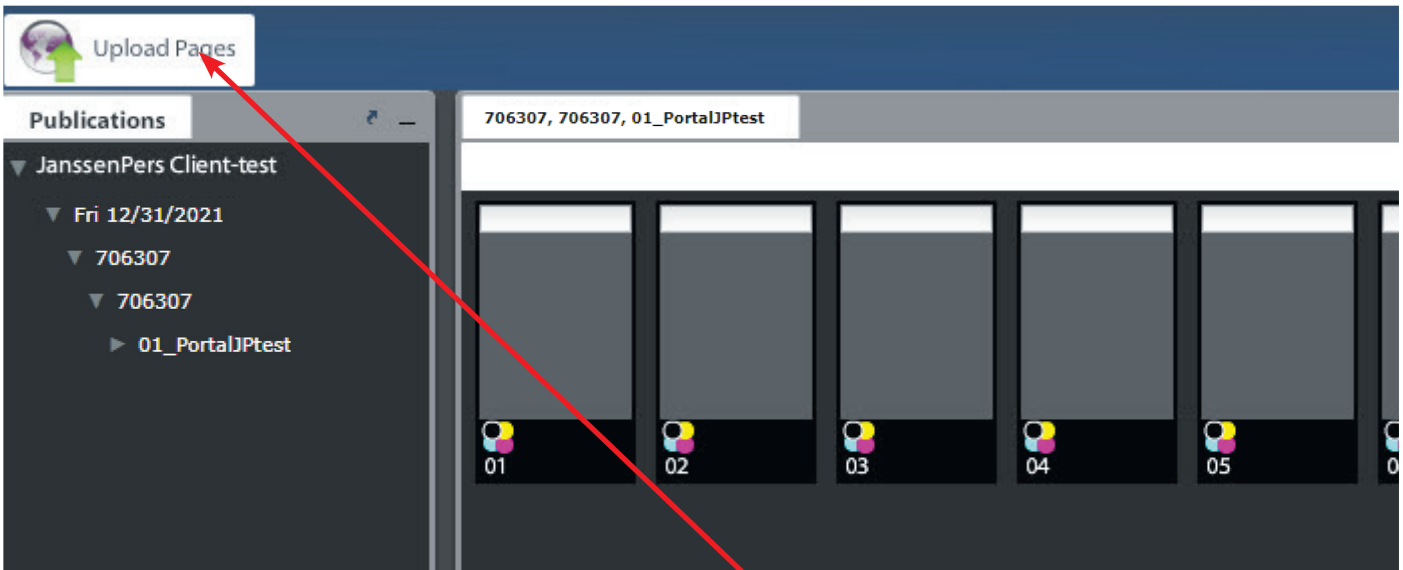 Upload Pages
Publications
706307, 706307, 01_PortalJPtest
JanssenPers Client-test
Fri 12/31/2021
706307
706307
01_PortalJPtest
01 02 03 04 05